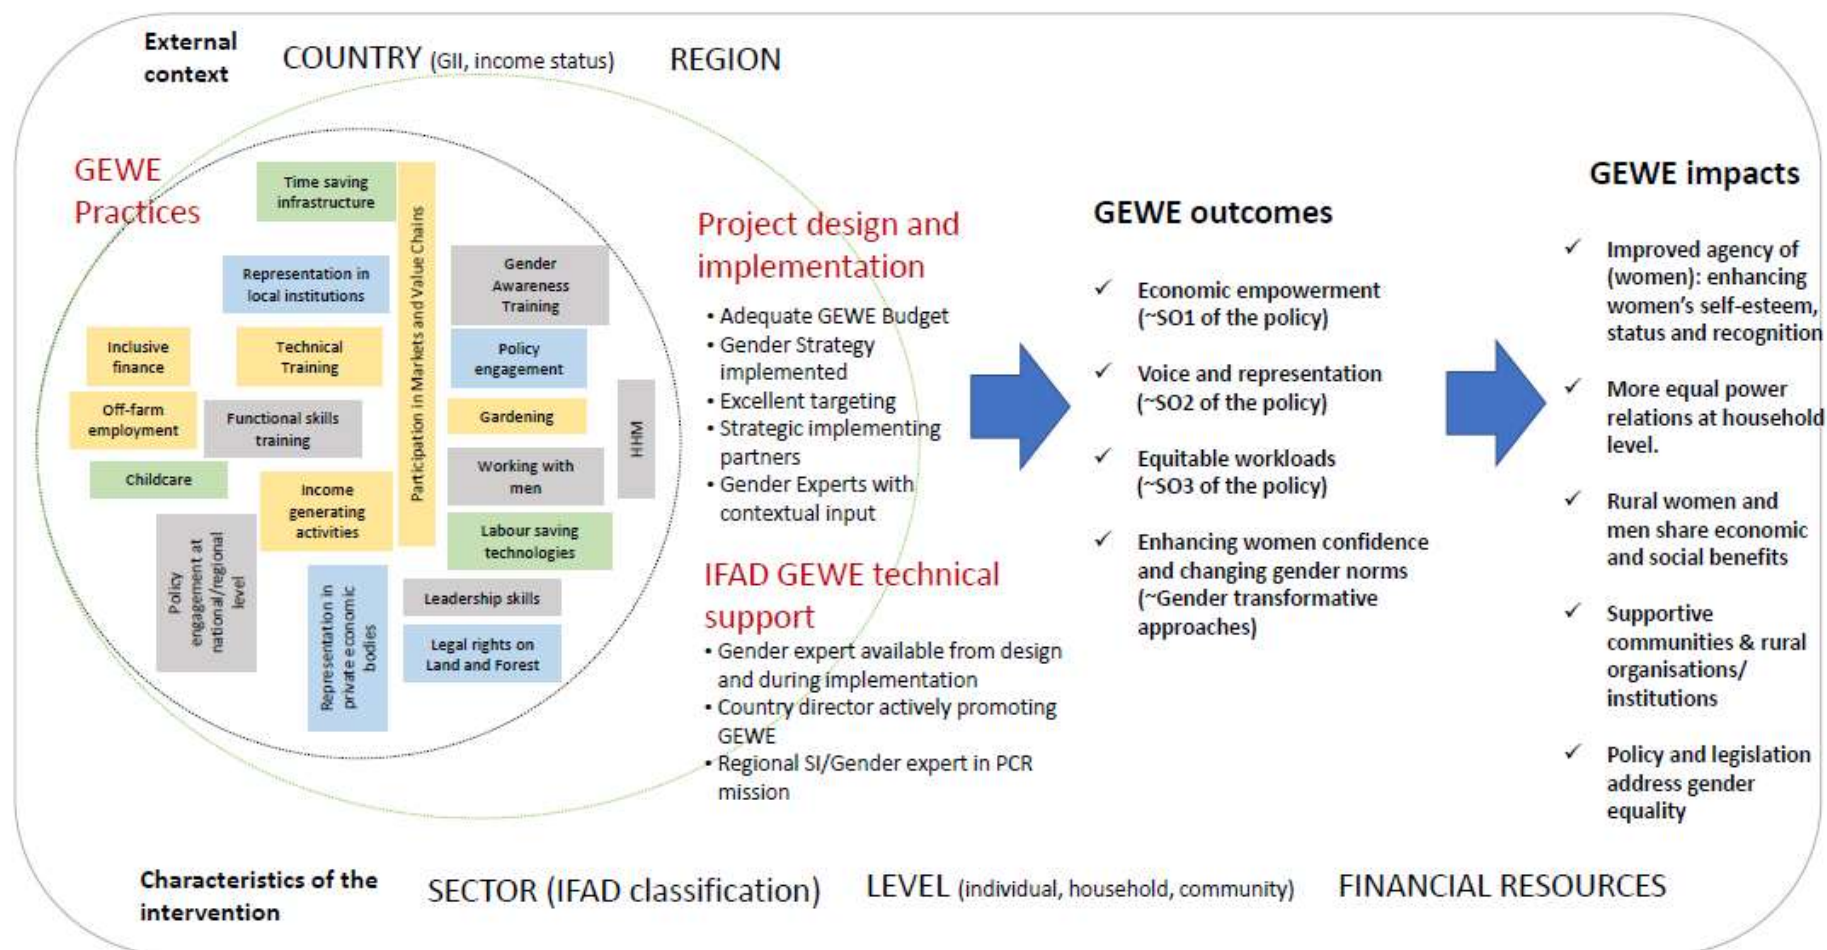 External
context
COUNTRY (GII, income status)
REGION
GEWE
Practices
Time saving
infrastructure
Participation in Markets and Value Chains
Representation in
local institutions
Gender
Awareness
Training
Inclusive
finance
Technical
Training
Policy
engagement
Off-farm
employment
Functional skills
training
Gardening
HHM
Childcare
Income
generating
activities
Working with
men
Labour saving
technologies
Policy
engagement at
national/regional
level
Representation in
private economic
bodies
Leadership skills
Legal rights on
Land and Forest
Project design and
implementation
• Adequate GEWE Budget
• Gender Strategy
implemented
• Excellent targeting
• Strategic implementing
partners
• Gender Experts with
contextual input
IFAD GEWE technical
support
• Gender expert available from design
and during implementation
• Country director actively promoting
GEWE
• Regional SI/Gender expert in PCR
mission
GEWE outcomes
✓ Economic empowerment
(~SO1 of the policy)
✓ Voice and representation
(~SO2 of the policy)
✓ Equitable workloads
(~SO3 of the policy)
✓ Enhancing women confidence
and changing gender norms
(~Gender transformative
approaches)
GEWE impacts
✓ Improved agency of
(women): enhancing
women's self-esteem,
status and recognition
✓ More equal power
relations at household
level.
✓ Rural women and
men share economic
and social benefits
✓ Supportive
communities & rural
organisations/
institutions
✓ Policy and legislation
address gender
equality
Characteristics of the
intervention
SECTOR (IFAD classification)
LEVEL (individual, household, community)
FINANCIAL RESOURCES